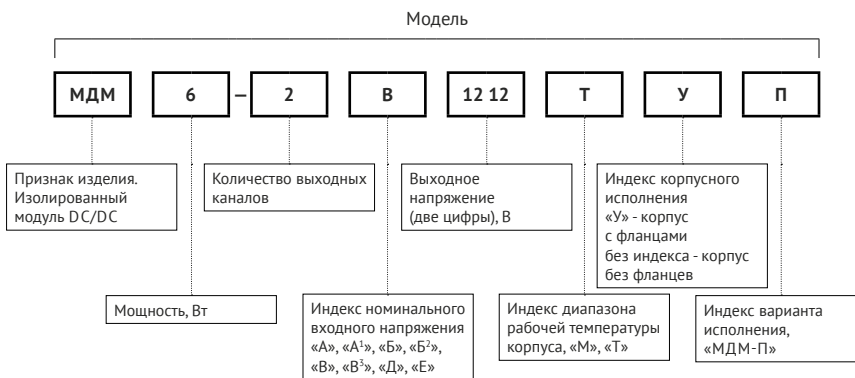 Модель
МДМ 6 – 2 В 12 12 Т У П
Признак изделия.
Изолированный
модуль DC/DC
Количество выходных
каналов
Выходное
напряжение
(две цифры), В
Индекс корпусного
исполнения
«У» - корпус
с фланцами
без индекса - корпус
без фланцев
Мощность, Вт
Индекс номинального
входного напряжения
«А», «А¹», «Б», «Б²»,
«В», «В³», «Д», «Е»
Индекс диапазона
рабочей температуры
корпуса, «М», «Т»
Индекс варианта
исполнения,
«МДМ-П»